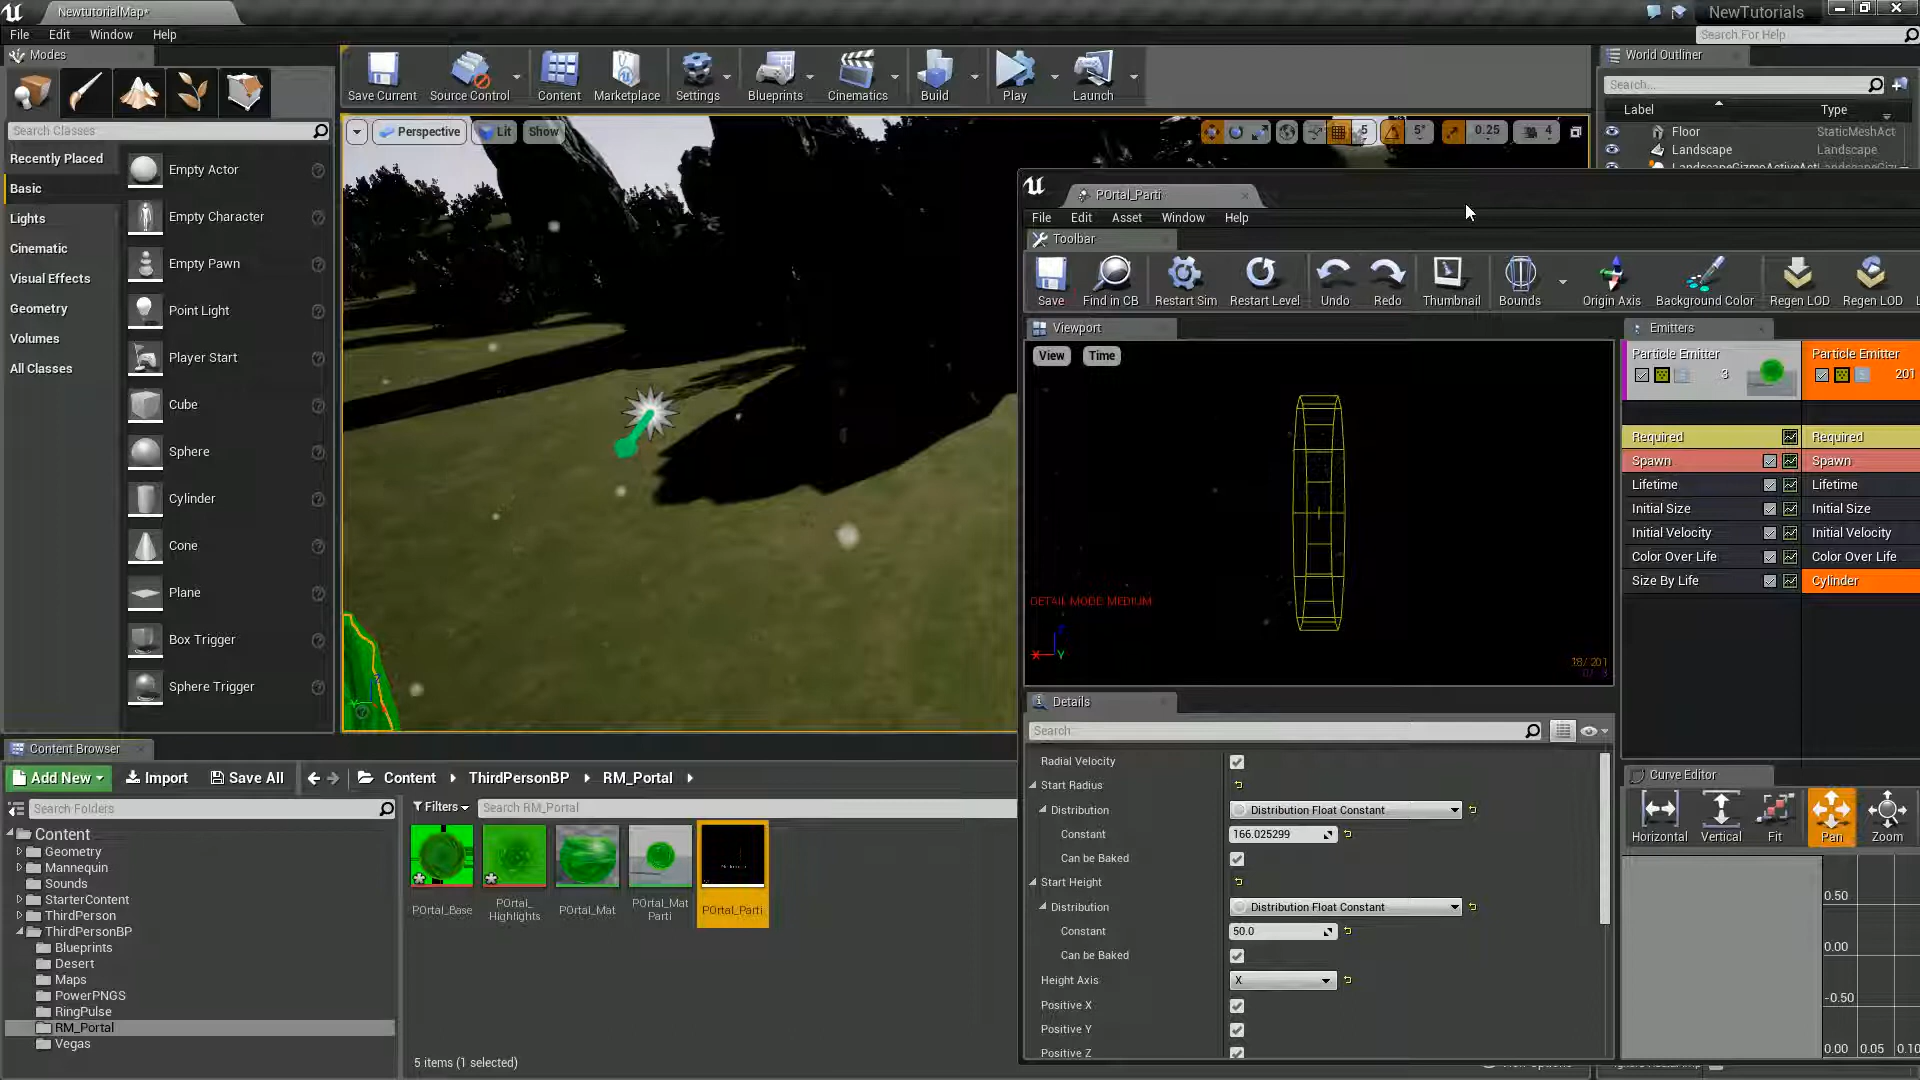 NewtutorialMap*
NewTutorials
File Edit Window Help
Search For Help
Modes
Save Current Source Control Content Marketplace Settings Blueprints Cinematics Build Play Launch
World Outliner
Search...
Label Type
Floor StaticMeshAct
Landscape Landscape
Search Classes
Perspective Lit Show
5 5° 0.25 4
Recently Placed
Basic
Lights
Cinematic
Visual Effects
Geometry
Volumes
All Classes
Empty Actor
Empty Character
Empty Pawn
Point Light
Player Start
Cube
Sphere
Cylinder
Cone
Plane
Box Trigger
Sphere Trigger
POrtal_Parti
File Edit Asset Window Help
Toolbar
Save Find in CB Restart Sim Restart Level Undo Redo Thumbnail Bounds Origin Axis Background Color Regen LOD Regen LOD
Viewport
View Time
DETAIL MODE: MEDIUM
X Y
18/201
Emitters
Particle Emitter Particle Emitter
3 201
Required Required
Spawn Spawn
Lifetime Lifetime
Initial Size Initial Size
Initial Velocity Initial Velocity
Color Over Life Color Over Life
Size By Life Cylinder
Details
Search
Radial Velocity
Start Radius
Distribution Distribution Float Constant
Constant 166.025299
Can be Baked
Start Height
Distribution Distribution Float Constant
Constant 50.0
Can be Baked
Height Axis X
Positive X
Positive Y
Positive Z
Curve Editor
Horizontal Vertical Fit Pan Zoom
0.50
0.00
-0.50
0.00 0.05 0.10
Content Browser
Add New Import Save All Content ThirdPersonBP RM_Portal
Search Folders
Filters Search RM_Portal
Content
Geometry
Mannequin
Sounds
StarterContent
ThirdPerson
ThirdPersonBP
Blueprints
Desert
Maps
PowerPNGS
RingPulse
RM_Portal
Vegas
POrtal_Base
POrtal_
Highlights
POrtal_Mat
POrtal_Mat
Parti
POrtal_Parti
5 items (1 selected)